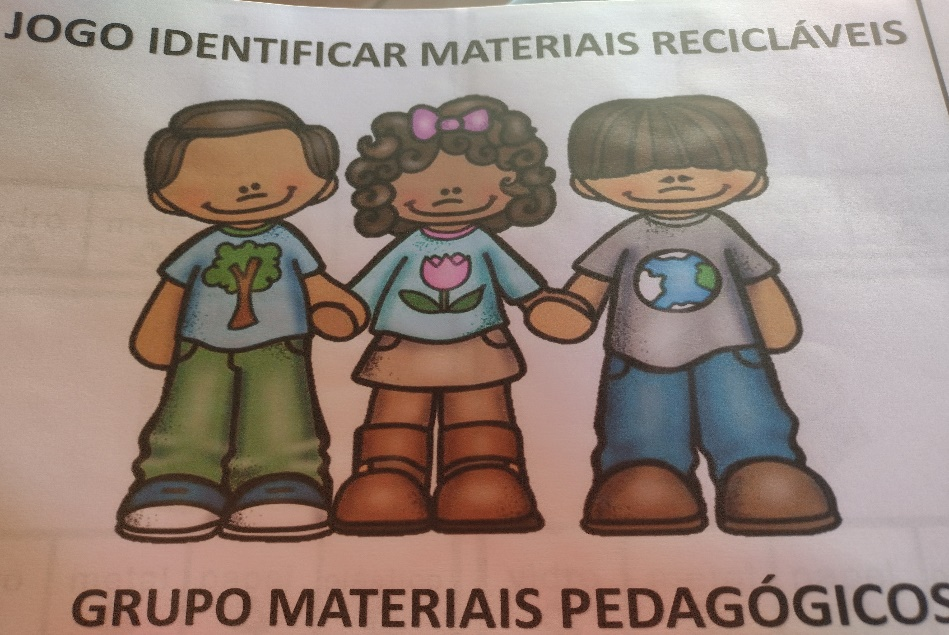 JOGO IDENTIFICAR MATERIAIS RECICLÁVEIS
GRUPO MATERIAIS PEDAGÓGICOS